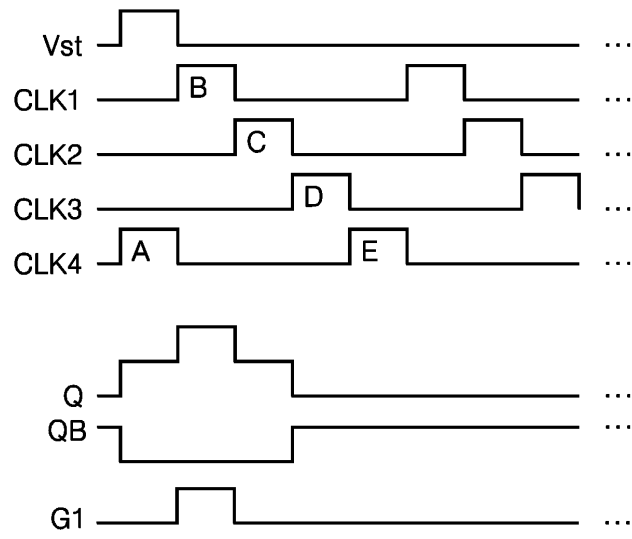 Vst ...
CLK1 B ...
CLK2 C ...
CLK3 D ...
CLK4 A E ...
Q ...
QB ...
G1 ...